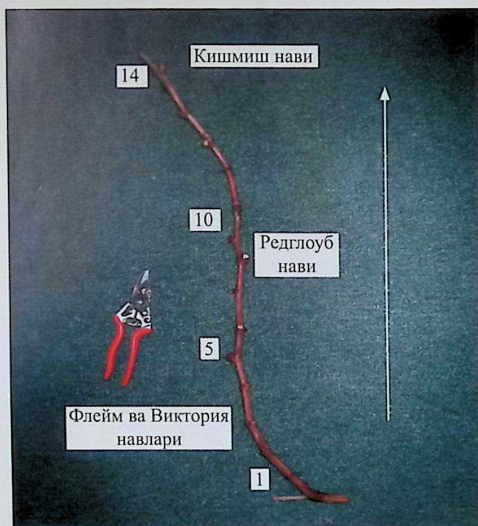 Кишмиш нави
14
10
Редглоуб
нави
5
Флейм ва Виктория
навлари
1